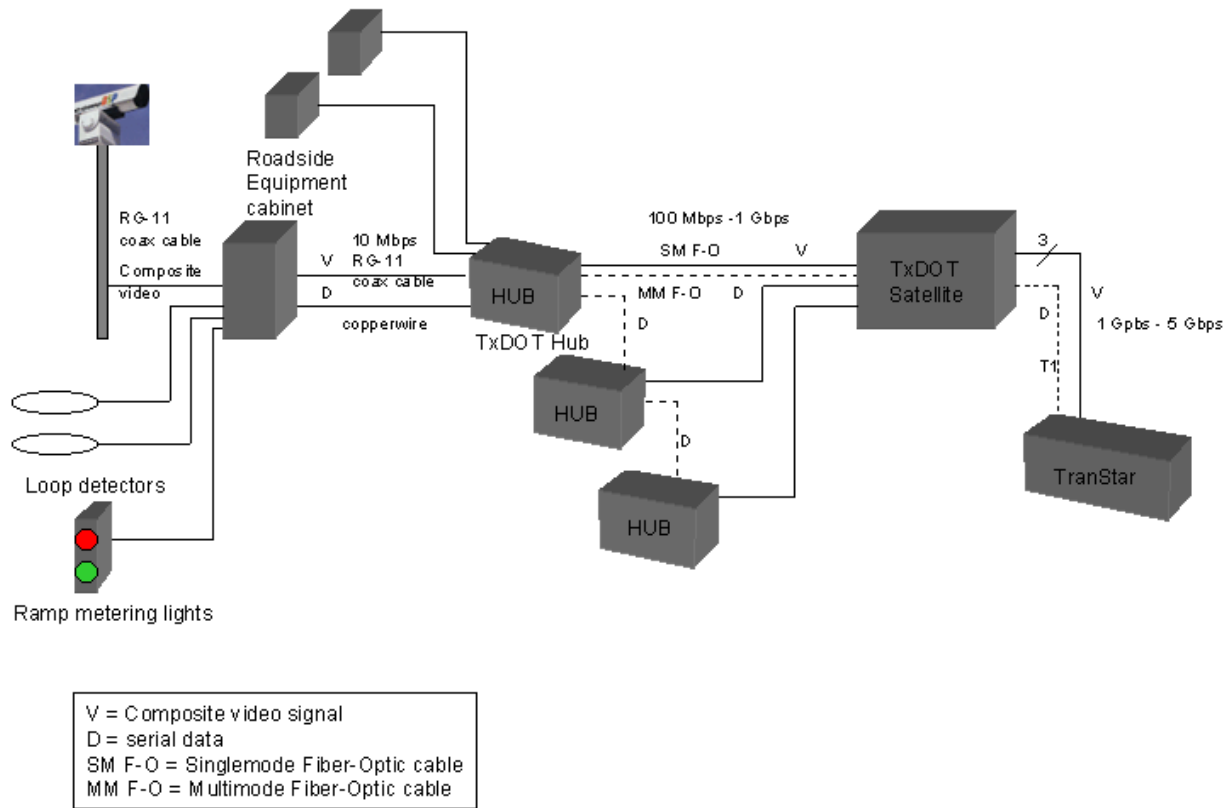 Roadside
Equipment
cabinet
RG-11
coax cable
Composite
video
V
10 Mbps
RG-11
coax cable
D
copperwire
HUB
TxDOT Hub
100 Mbps -1 Gbps
SM F-O
V
MM F-O
D
D
HUB
D
HUB
TxDOT
Satellite
3
V
D
1 Gpbs - 5 Gbps
T1
TranStar
Loop detectors
Ramp metering lights
V = Composite video signal
D = serial data
SM F-O = Singlemode Fiber-Optic cable
MM F-O = Multimode Fiber-Optic cable